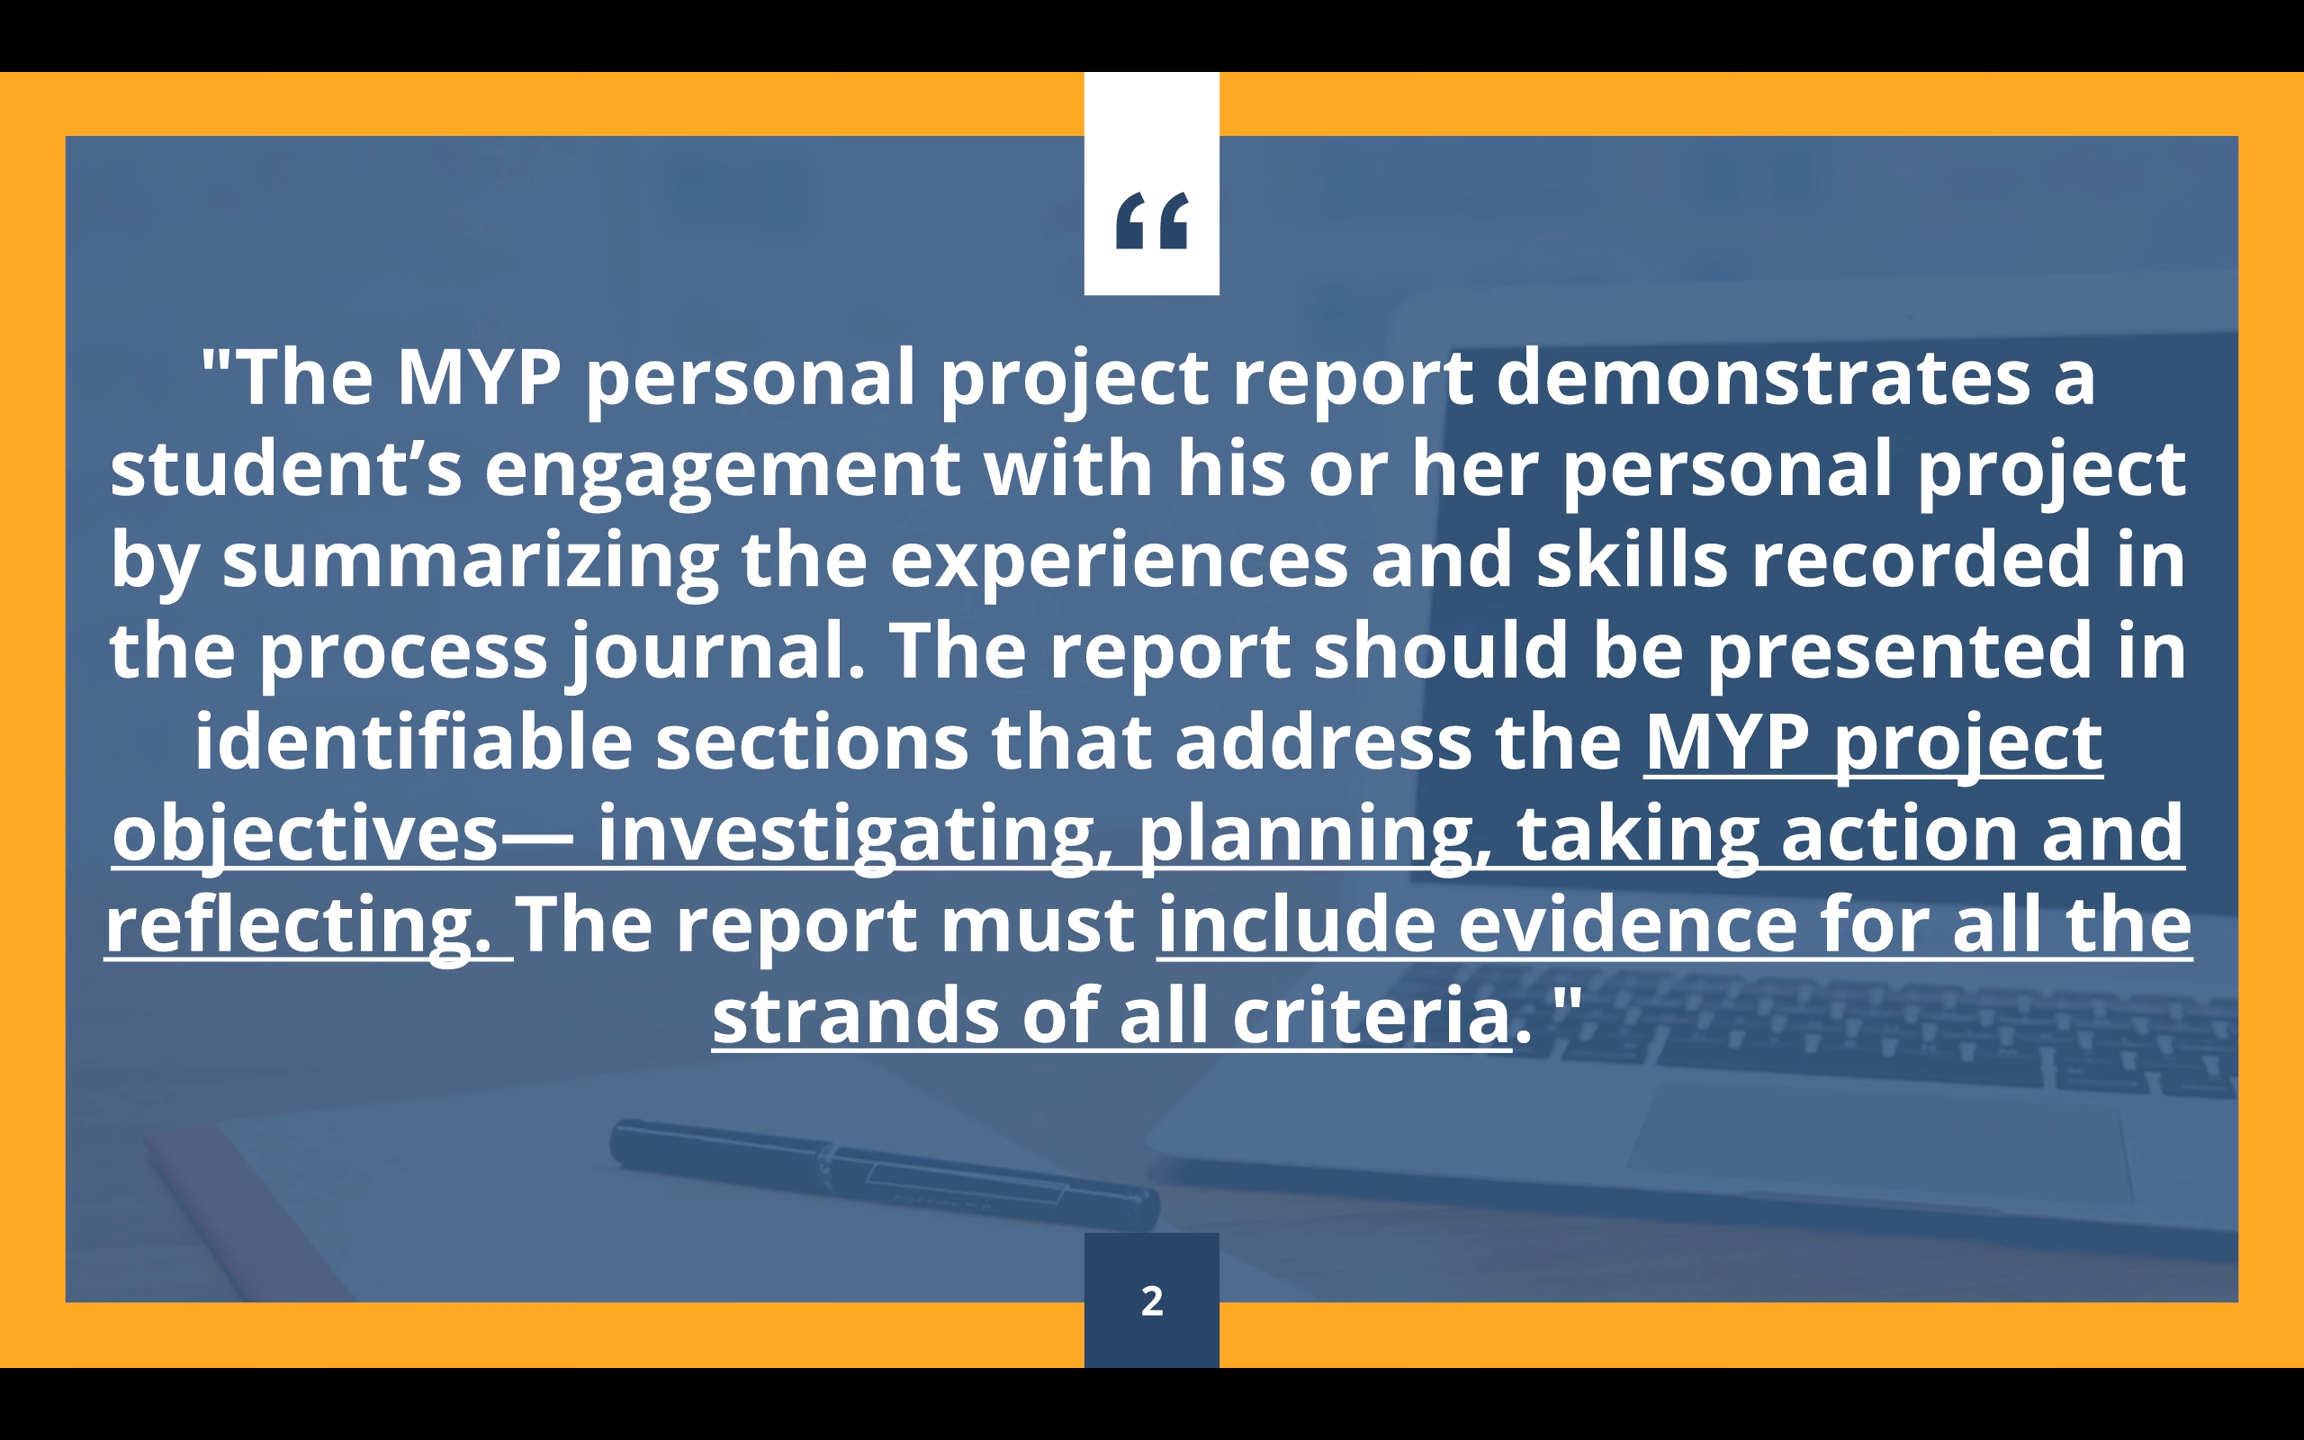 “
"The MYP personal project report demonstrates a
student’s engagement with his or her personal project
by summarizing the experiences and skills recorded in
the process journal. The report should be presented in
identifiable sections that address the MYP project
objectives— investigating, planning, taking action and
reflecting. The report must include evidence for all the
strands of all criteria. "
2